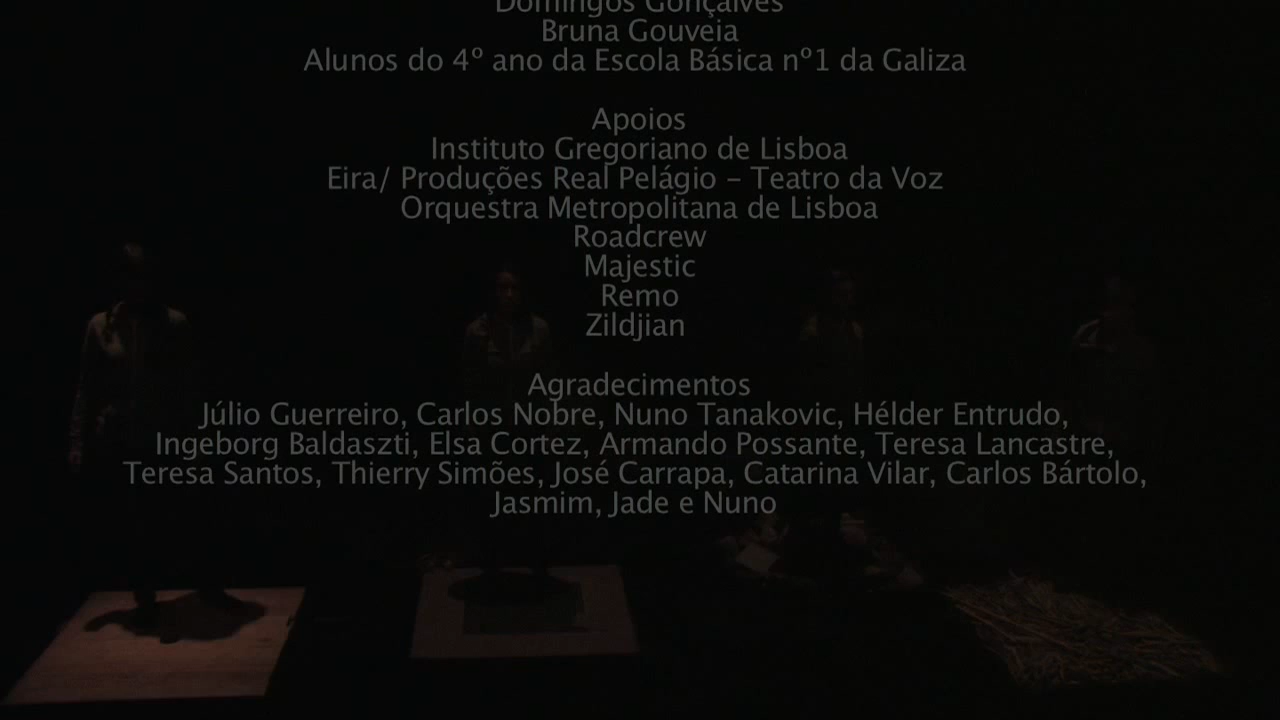 Domingos Gonçalves
Bruna Gouveia
Alunos do 4º ano da Escola Básica nº1 da Galiza
Apoios
Instituto Gregoriano de Lisboa
Eira/ Produções Real Pelágio – Teatro da Voz
Orquestra Metropolitana de Lisboa
Roadcrew
Majestic
Remo
Zildjian
Agradecimentos
Júlio Guerreiro, Carlos Nobre, Nuno Tanakovic, Hélder Entrudo,
Ingeborg Baldaszti, Elsa Cortez, Armando Possante, Teresa Lancastre,
Teresa Santos, Thierry Simões, José Carrapa, Catarina Vilar, Carlos Bártolo,
Jasmim, Jade e Nuno